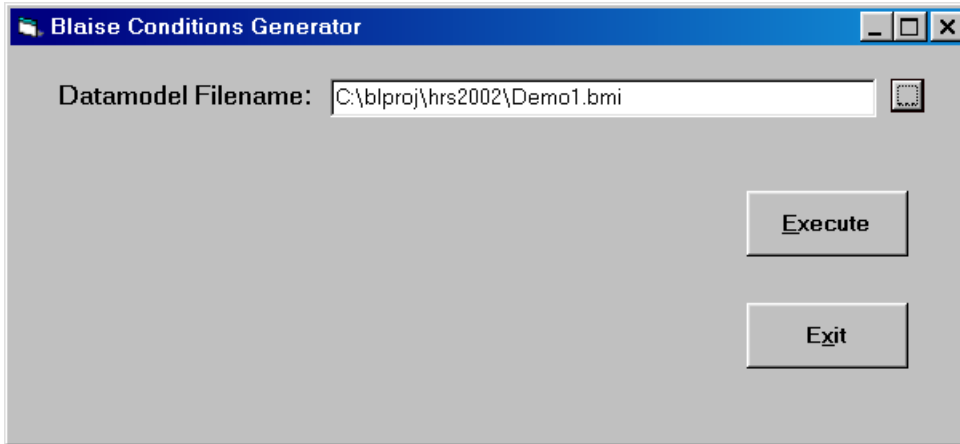 Blaise Conditions Generator
Datamodel Filename: C:\blproj\hrs2002\Demo1.bmi ...
Execute
Exit